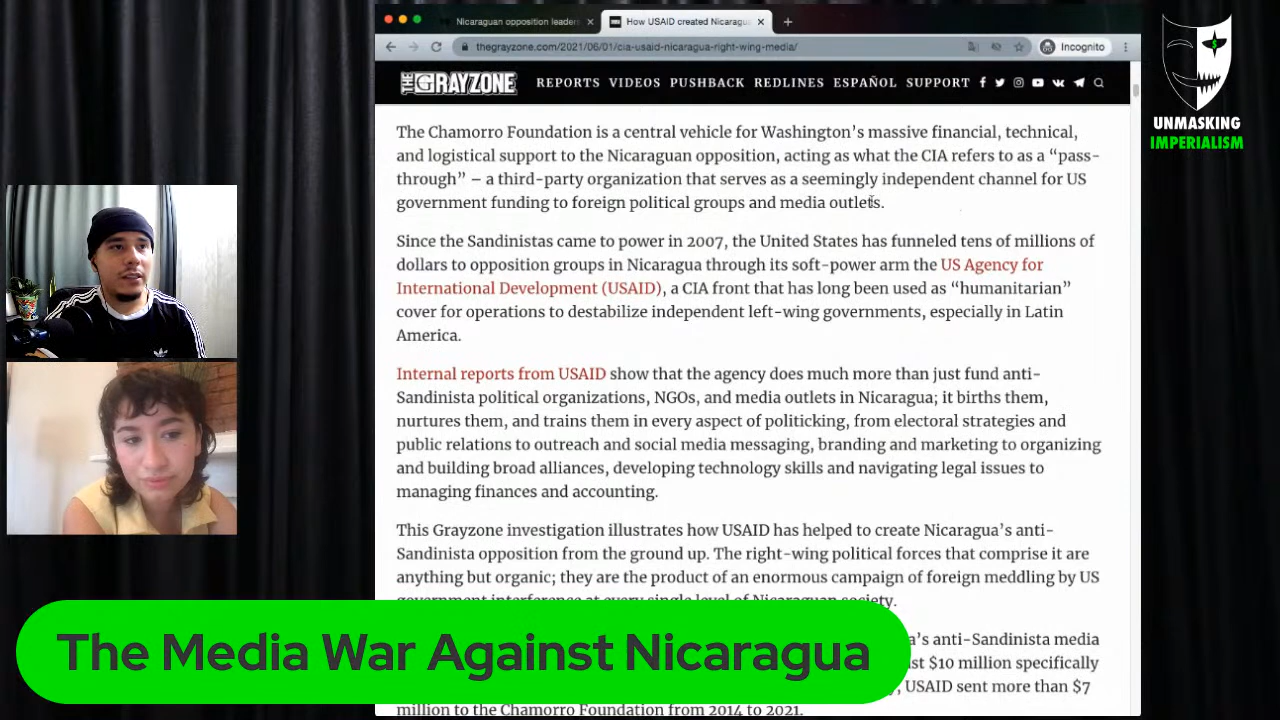 Nicaraguan opposition leader
How USAID created Nicaragu
thegrayzone.com/2021/06/01/cia-usaid-nicaragua-right-wing-media/
Incognito
THE GRAYZONE
REPORTS VIDEOS PUSHBACK REDLINES ESPAÑOL SUPPORT
The Chamorro Foundation is a central vehicle for Washington’s massive financial, technical,
and logistical support to the Nicaraguan opposition, acting as what the CIA refers to as a “pass-
through” – a third-party organization that serves as a seemingly independent channel for US
government funding to foreign political groups and media outlets.
Since the Sandinistas came to power in 2007, the United States has funneled tens of millions of
dollars to opposition groups in Nicaragua through its soft-power arm the US Agency for
International Development (USAID), a CIA front that has long been used as “humanitarian”
cover for operations to destabilize independent left-wing governments, especially in Latin
America.
Internal reports from USAID show that the agency does much more than just fund anti-
Sandinista political organizations, NGOs, and media outlets in Nicaragua; it births them,
nurtures them, and trains them in every aspect of politicking, from electoral strategies and
public relations to outreach and social media messaging, branding and marketing to organizing
and building broad alliances, developing technology skills and navigating legal issues to
managing finances and accounting.
This Grayzone investigation illustrates how USAID has helped to create Nicaragua’s anti-
Sandinista opposition from the ground up. The right-wing political forces that comprise it are
anything but organic; they are the product of an enormous campaign of foreign meddling by US
government interference at every single level of Nicaraguan society.
’s anti-Sandinista media
$10 million specifically
USAID sent more than $7
million to the Chamorro Foundation from 2014 to 2021.
The Media War Against Nicaragua
UNMASKING
IMPERIALISM